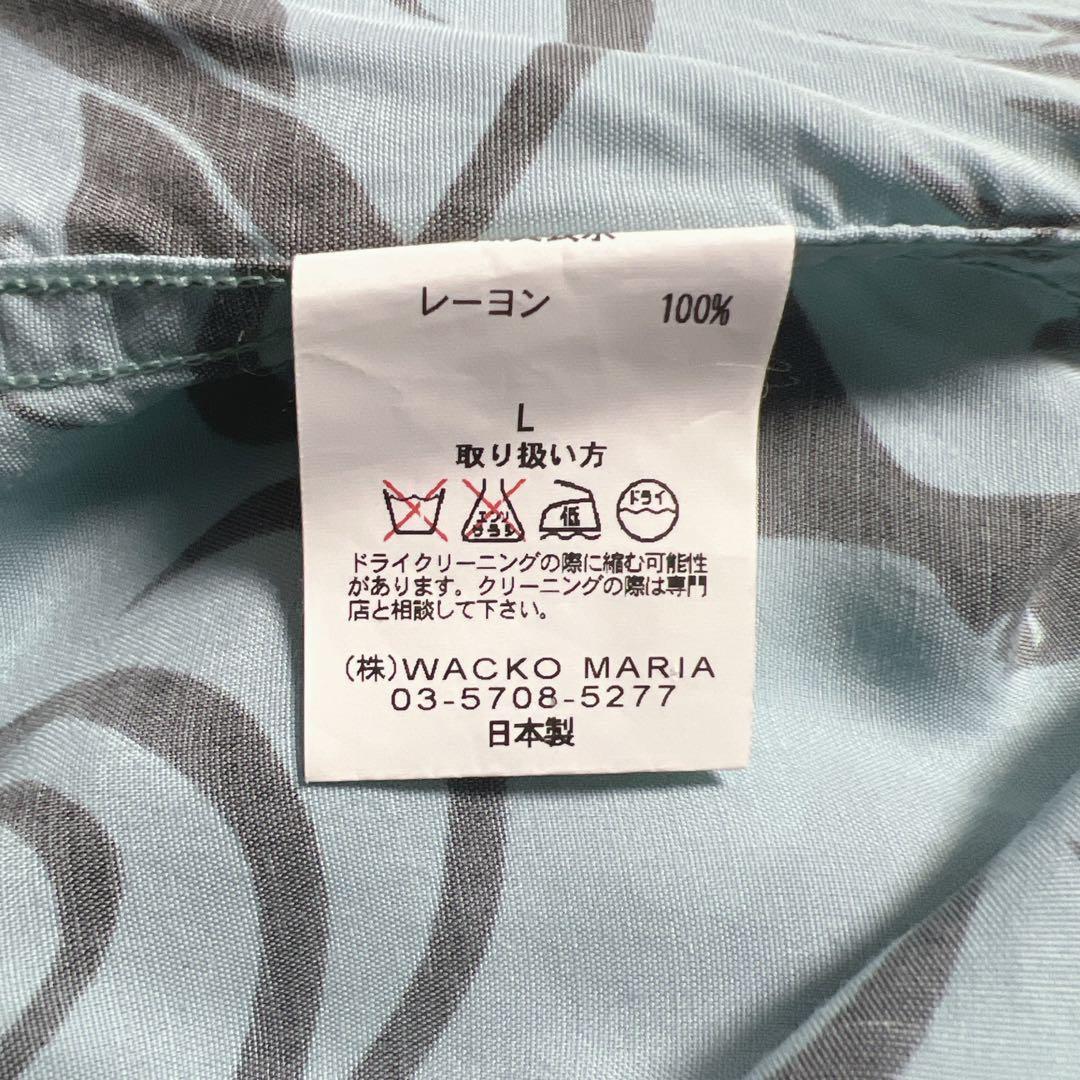 レーヨン 100%
L
取り扱い方
エンソ
サラシ
低
ドライ
ドライクリーニングの際に縮む可能性
があります。クリーニングの際は専門
店と相談して下さい。
(株)WACKO MARIA
03-5708-5277
日本製